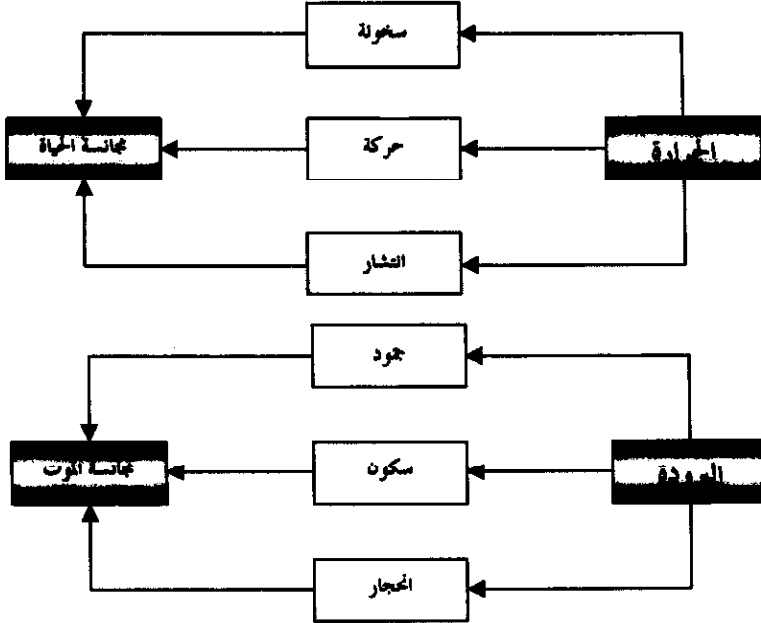 سخونة
الحرارة
حركة
مجانسة الحياة
انتشار
جمود
البرودة
سكون
مجانسة الموت
انحجار